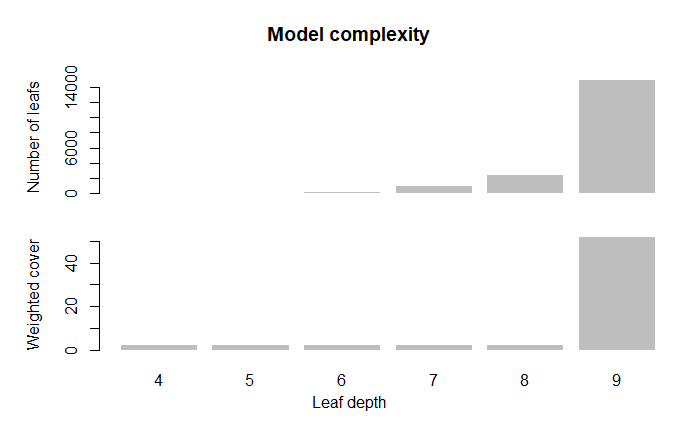 Model complexity
Number of leafs
14000
6000
0
Weighted cover
40
20
0
4 5 6 7 8 9
Leaf depth